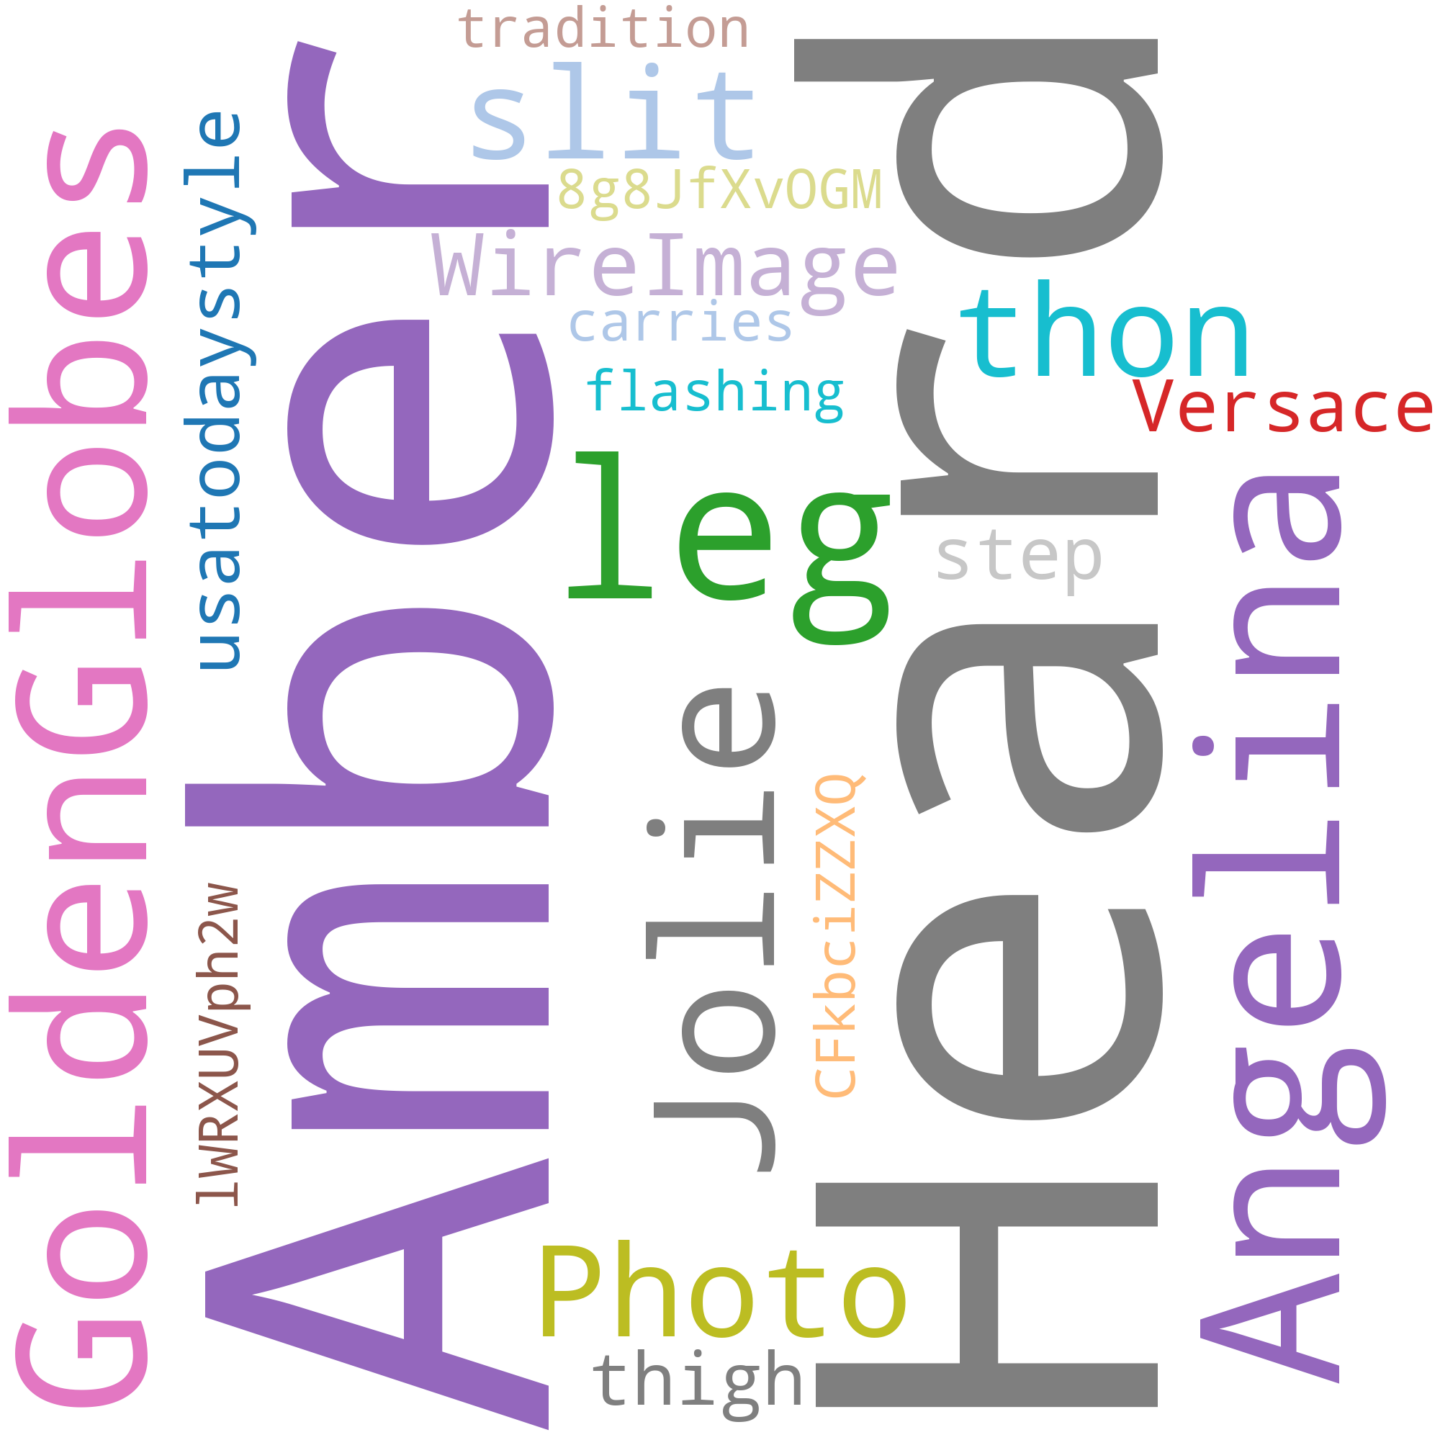 GoldenGlobes
usatodaystyle
lWRXUVph2w
Amber
tradition
slit
8g8JfXvOGM
WireImage
carries
flashing
leg
Jolie
CFkbciZZXQ
Photo
thigh
Heard
thon
Versace
step
Angelina